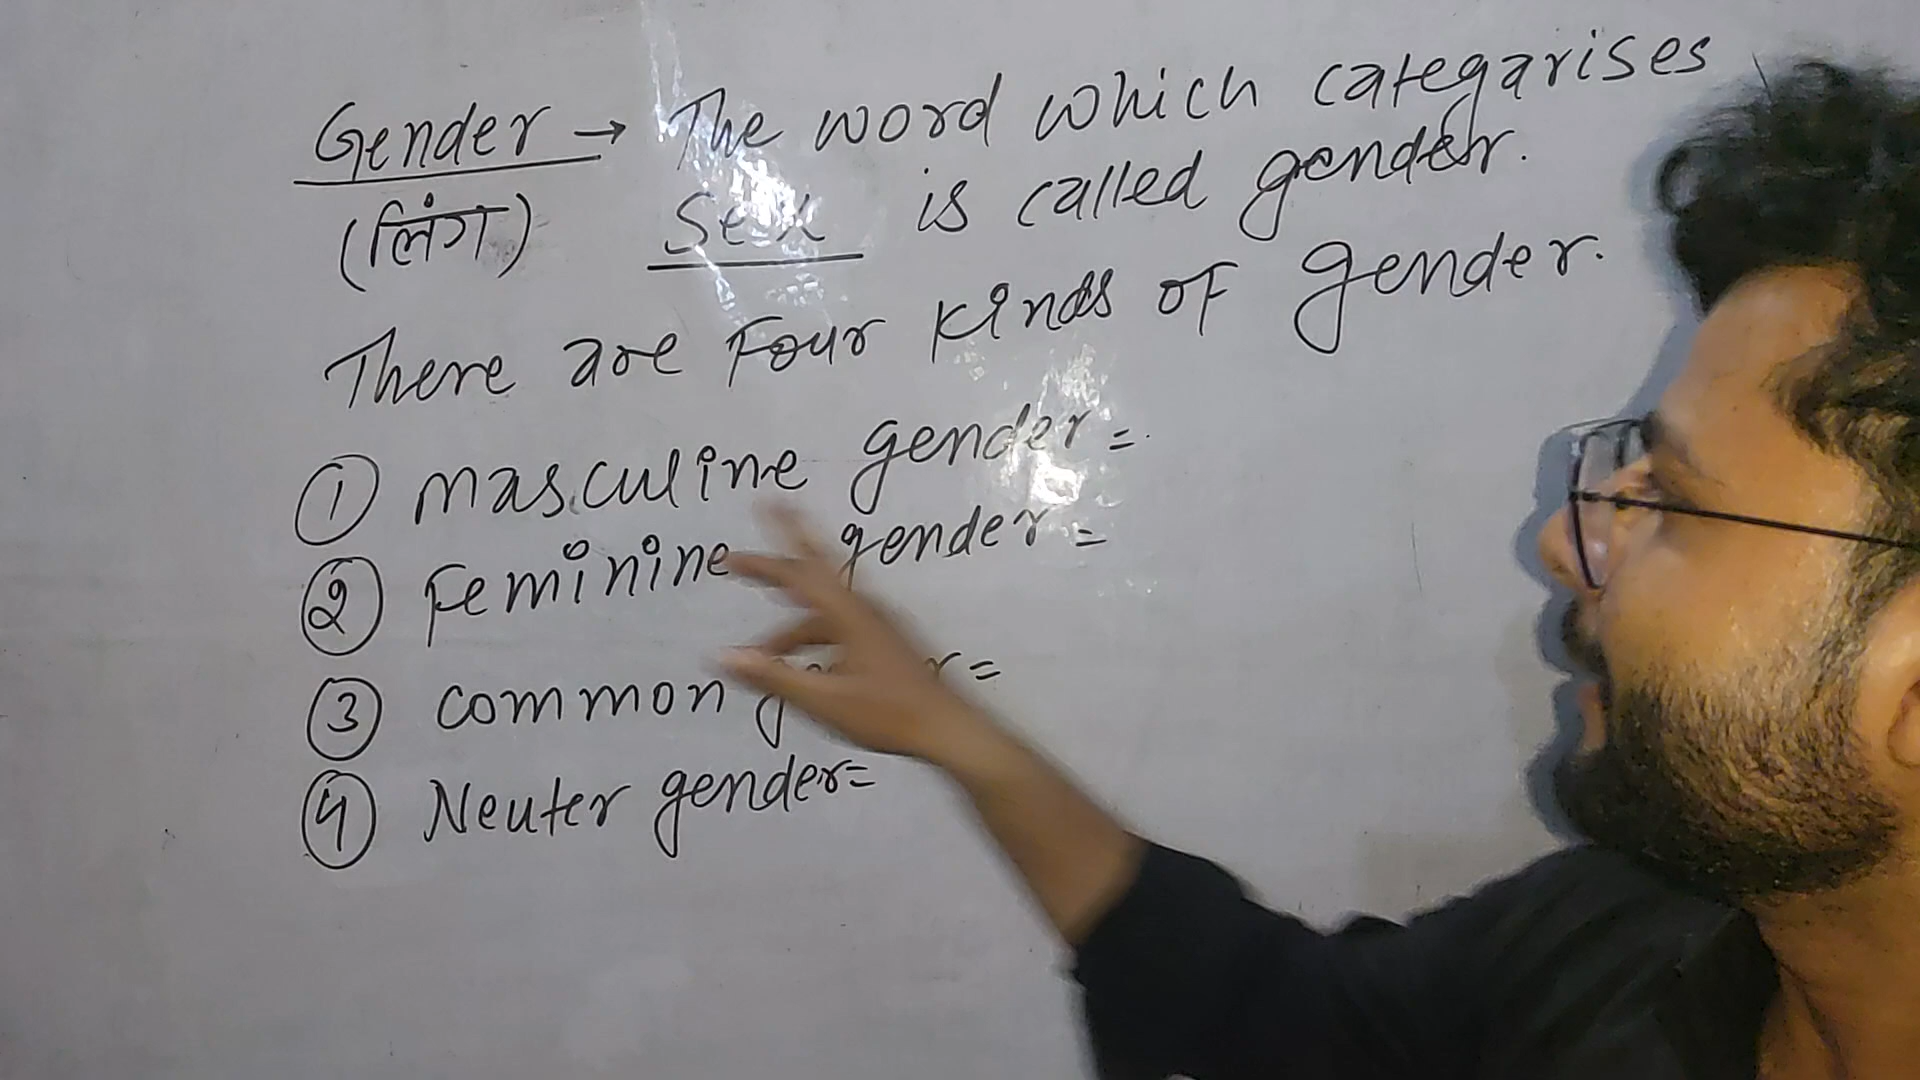 Gender → The word which categarises
(लिंग) Sex is called gender.
There are Four kinds of gender.
① masculine gender =
② Feminine gender =
③ common =
④ Neuter gender=